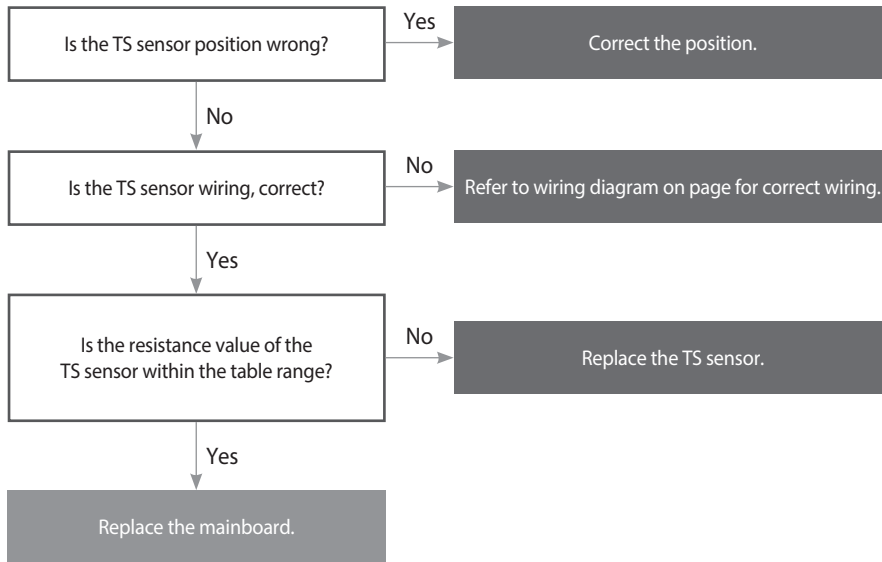 Is the TS sensor position wrong?
Yes
Correct the position.
No
Is the TS sensor wiring, correct?
No
Refer to wiring diagram on page for correct wiring.
Yes
Is the resistance value of the
TS sensor within the table range?
No
Replace the TS sensor.
Yes
Replace the mainboard.